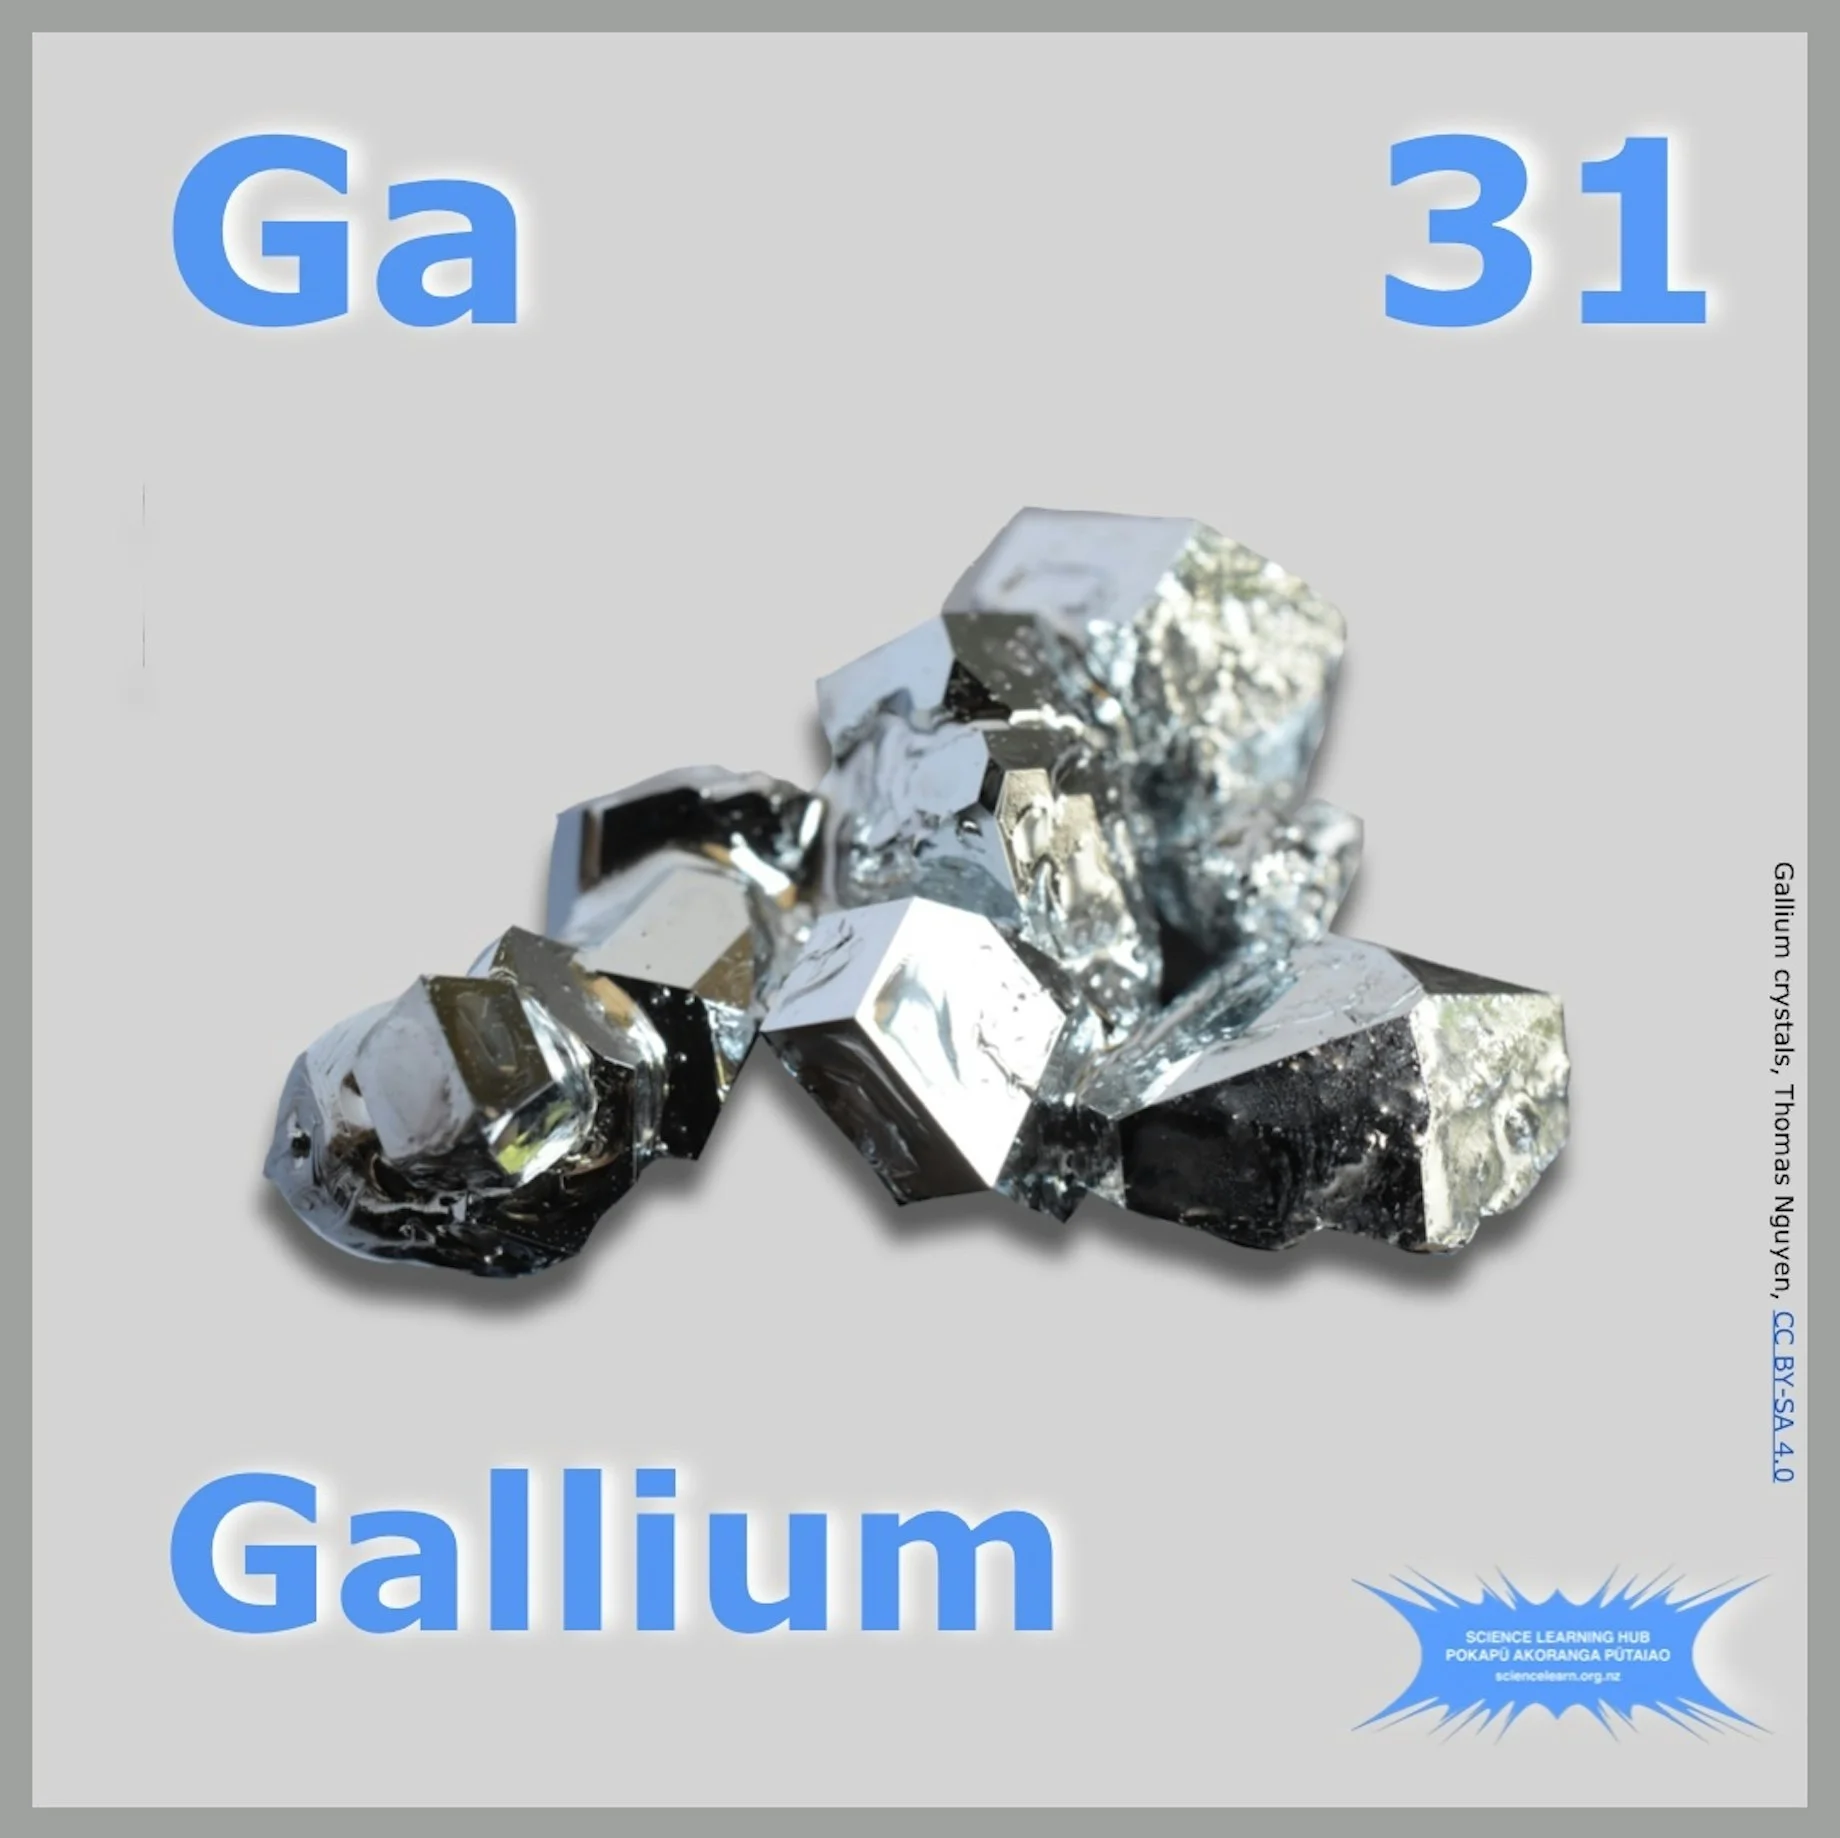 Ga
31
Gallium crystals, Thomas Nguyen, CC BY-SA 4.0
Gallium
SCIENCE LEARNING HUB
POKAPŪ AKORANGA PŪTAIAO
sciencelearn.org.nz